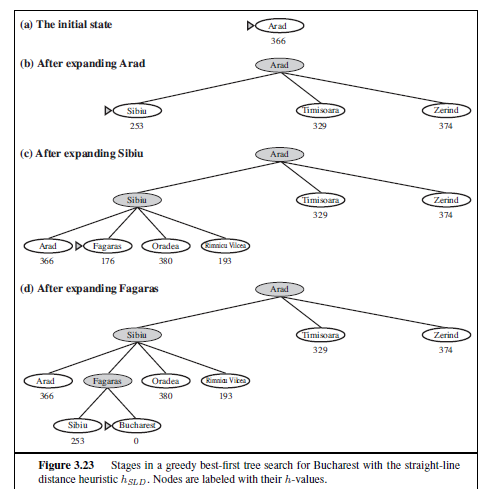 (a) The initial state
Arad
366
(b) After expanding Arad
Arad
Sibiu
Timisoara
Zerind
253
329
374
(c) After expanding Sibiu
Arad
Sibiu
Timisoara
Zerind
329
374
Arad
Fagaras
Oradea
Rimnicu Vilcea
366
176
380
193
(d) After expanding Fagaras
Arad
Sibiu
Timisoara
Zerind
329
374
Arad
Fagaras
Oradea
Rimnicu Vilcea
366
380
193
Sibiu
Bucharest
253
0
Figure 3.23 Stages in a greedy best-first tree search for Bucharest with the straight-line
distance heuristic hSLD. Nodes are labeled with their h-values.